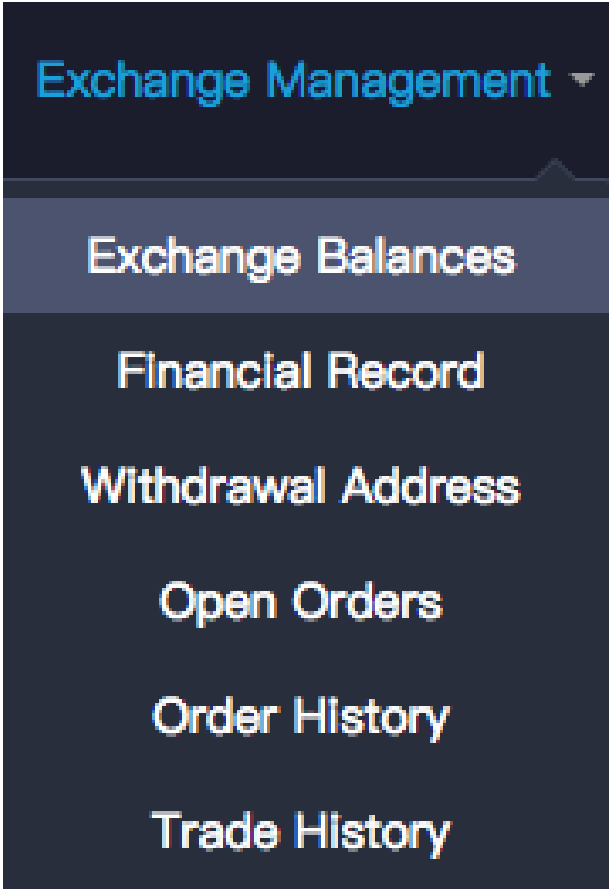 Exchange Management
Exchange Balances
Financial Record
Withdrawal Address
Open Orders
Order History
Trade History